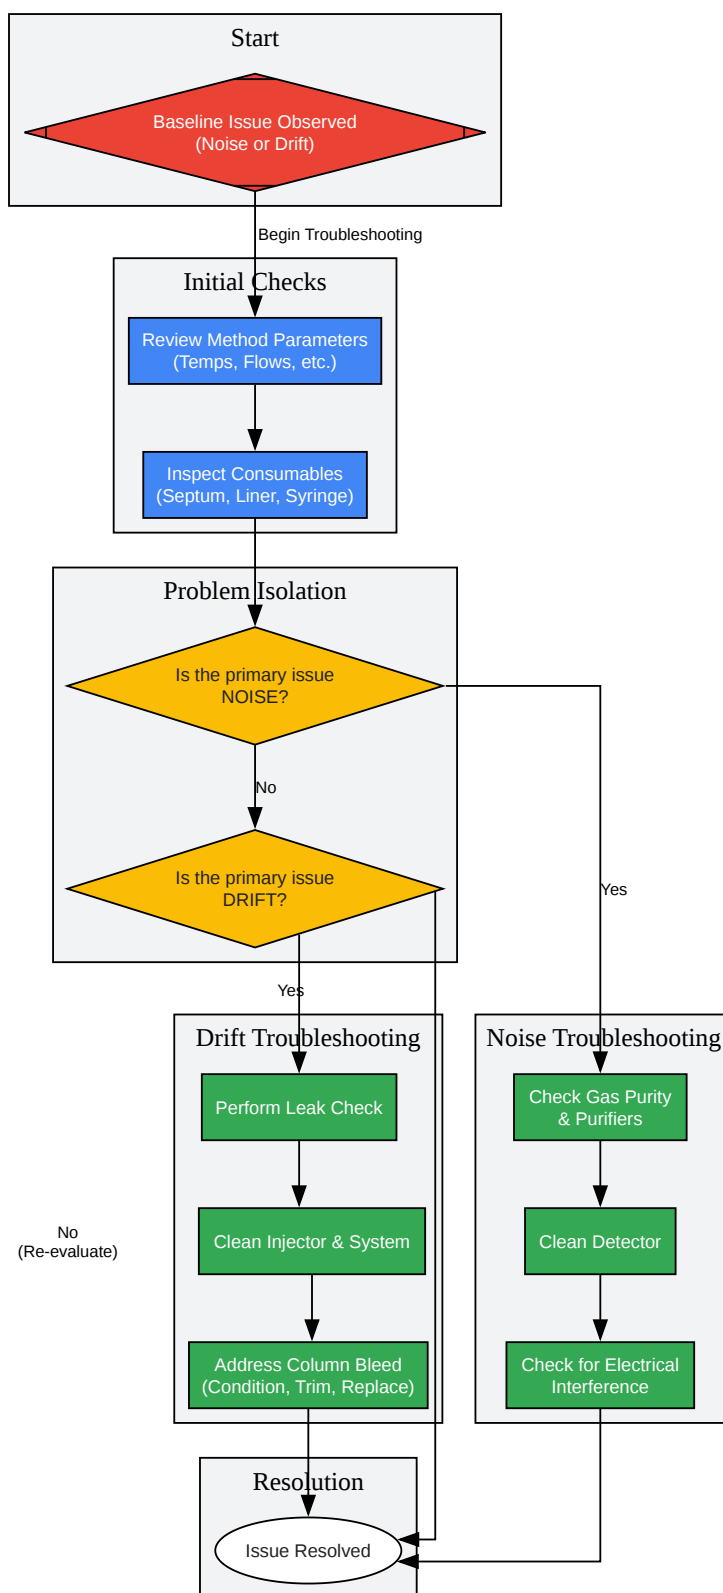 Start
Baseline Issue Observed
(Noise or Drift)
Begin Troubleshooting
Initial Checks
Review Method Parameters
(Temps, Flows, etc.)
Inspect Consumables
(Septum, Liner, Syringe)
Problem Isolation
Is the primary issue
NOISE?
No
Is the primary issue
DRIFT?
Yes
Yes
Drift Troubleshooting
Perform Leak Check
Clean Injector & System
Address Column Bleed
(Condition, Trim, Replace)
Noise Troubleshooting
Check Gas Purity
& Purifiers
Clean Detector
Check for Electrical
Interference
No
(Re-evaluate)
Resolution
Issue Resolved